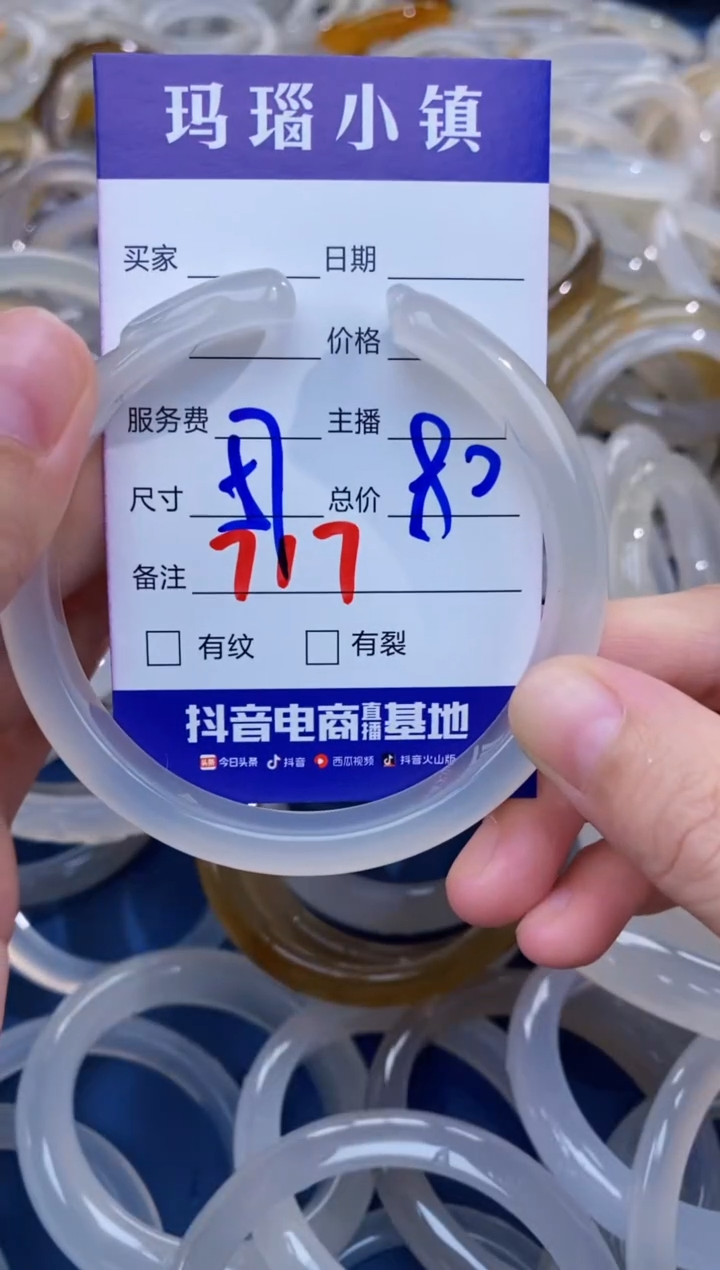 玛瑙小镇
买家 日期
价格
服务费 主播
尺寸 总价 80
备注 717
有纹 有裂
抖音电商直播基地
今日头条 抖音 西瓜视频 抖音火山版